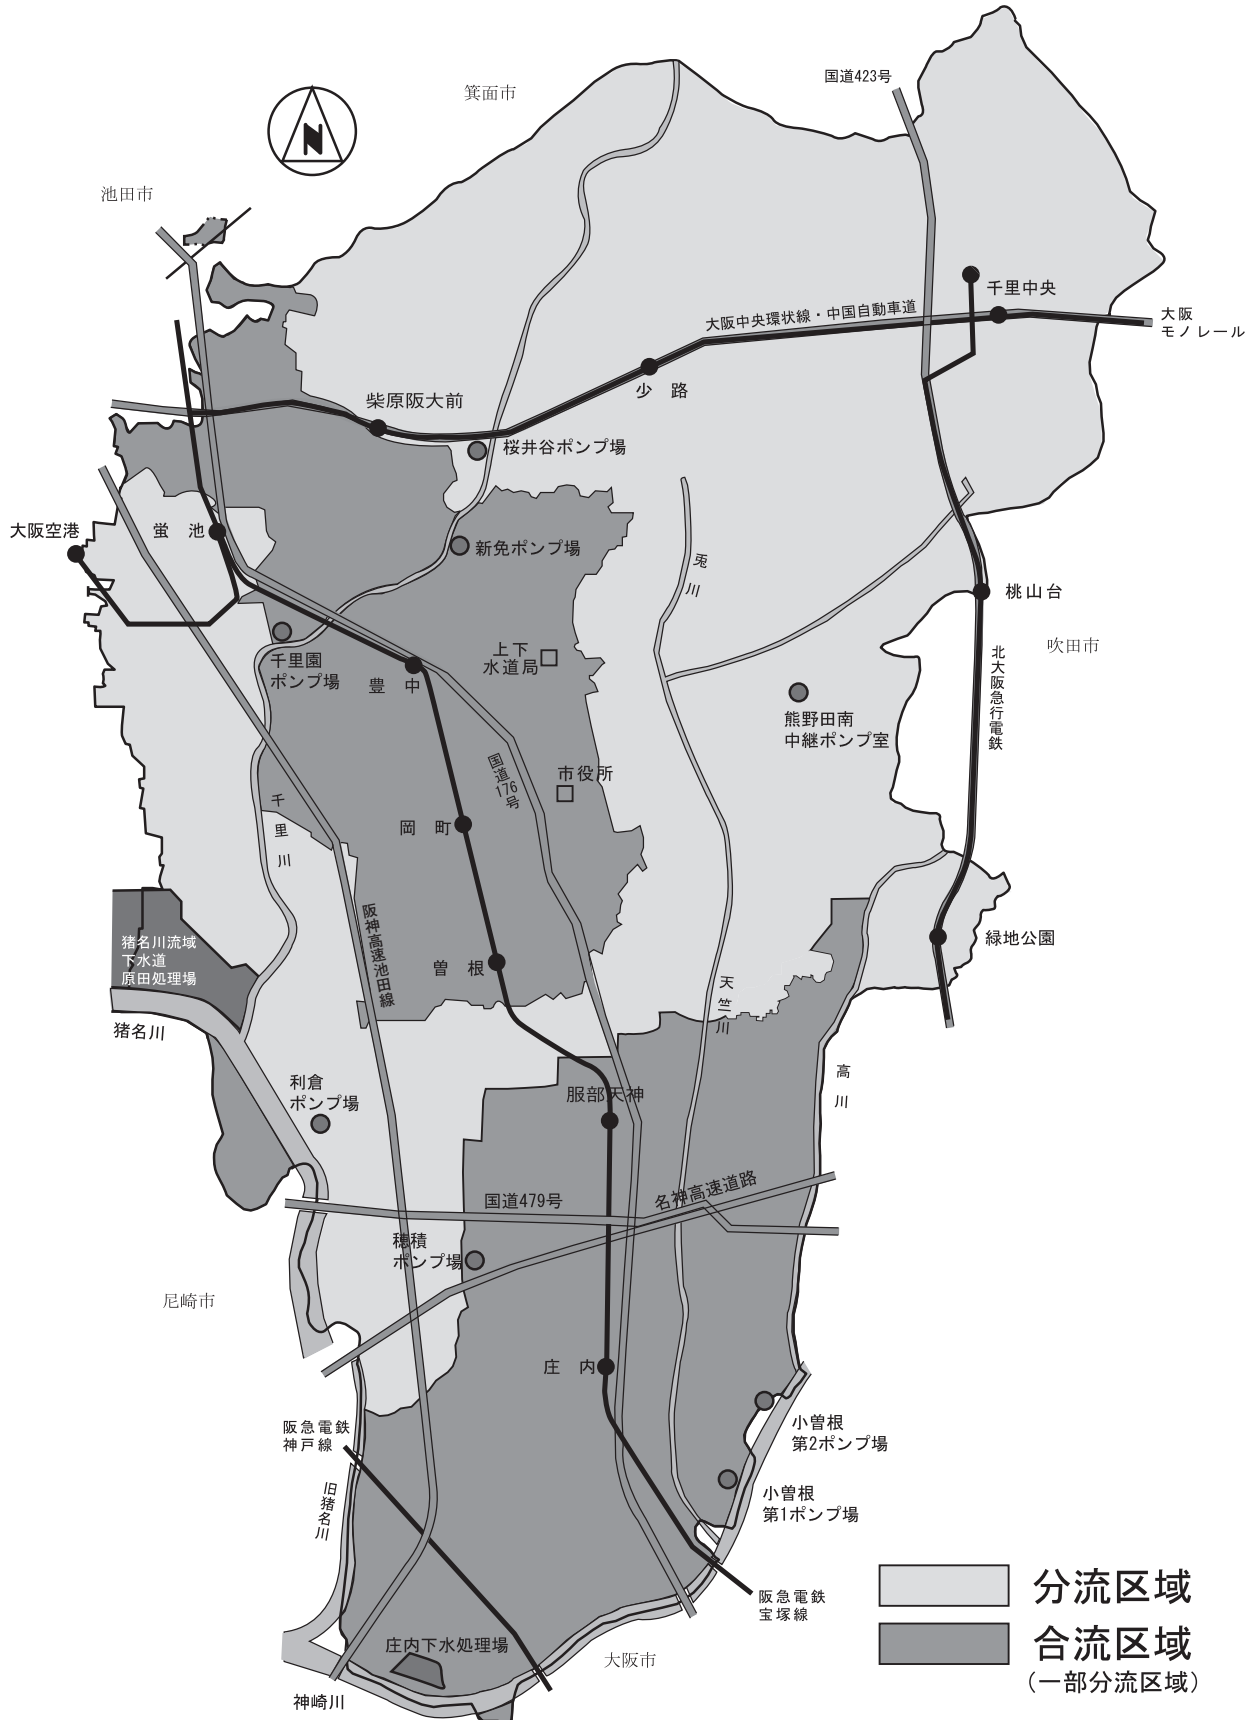 国道423号
箕面市
N
池田市
千里中央
大阪中央環状線・中国自動車道
大阪
モノレール
少路
柴原阪大前
桜井谷ポンプ場
大阪空港
蛍池
新免ポンプ場
兎川
桃山台
吹田市
上下
水道局
千里園
ポンプ場
豊中
北大阪急行電鉄
熊野田南
中継ポンプ室
国道176号
市役所
千里川
岡町
阪神高速池田線
猪名川流域
下水道
原田処理場
緑地公園
曽根
天竺川
猪名川
高川
利倉
ポンプ場
服部天神
名神高速道路
国道479号
穂積
ポンプ場
尼崎市
庄内
阪急電鉄
神戸線
小曽根
第2ポンプ場
旧猪名川
小曽根
第1ポンプ場
阪急電鉄
宝塚線
分流区域
合流区域
(一部分流区域)
庄内下水処理場
大阪市
神崎川